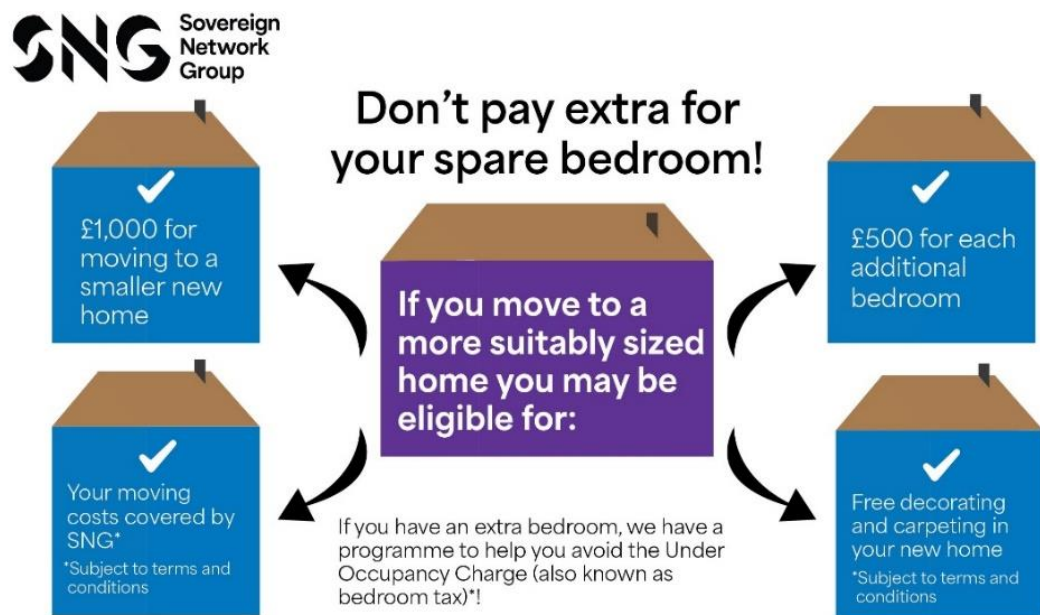 SNG Sovereign
Network
Group
Don't pay extra for
your spare bedroom!
£1,000 for
moving to a
smaller new
home
If you move to a
more suitably sized
home you may be
eligible for:
£500 for each
additional
bedroom
Your moving
costs covered by
SNG*
*Subject to terms and
conditions
If you have an extra bedroom, we have a
programme to help you avoid the Under
Occupancy Charge (also known as
bedroom tax)*!
Free decorating
and carpeting in
your new home
*Subject to terms and
conditions